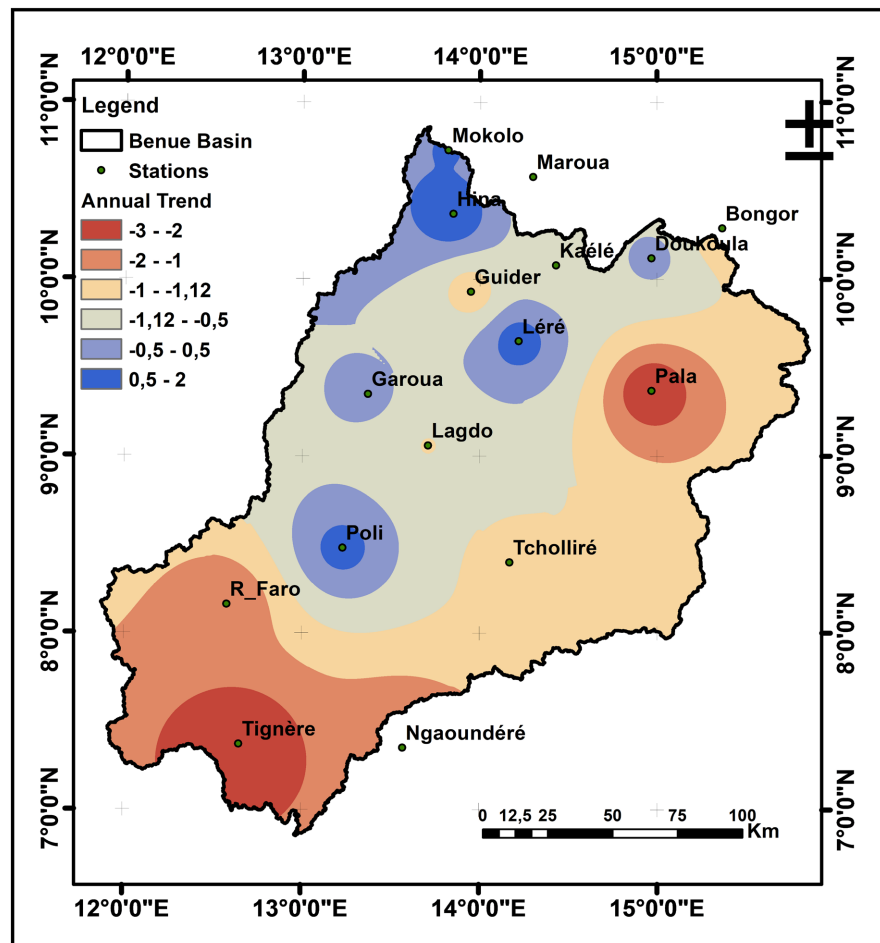 12°0'0"E 13°0'0"E 14°0'0"E 15°0'0"E
11°0'0"N 11°0'0"N
Legend
Benue Basin
Stations
Annual Trend
-3 - -2
-2 - -1
-1 - -1,12
-1,12 - -0,5
-0,5 - 0,5
0,5 - 2
Mokolo
Maroua
Hina
Bongor
Kaélé
Doukoula
10°0'0"N 10°0'0"N
Guider
Léré
Garoua
Pala
Lagdo
9°0'0"N 9°0'0"N
Poli
Tcholliré
R_Faro
8°0'0"N 8°0'0"N
Tignère
Ngaoundéré
7°0'0"N 7°0'0"N
0 12,5 25 50 75 100
Km
12°0'0"E 13°0'0"E 14°0'0"E 15°0'0"E